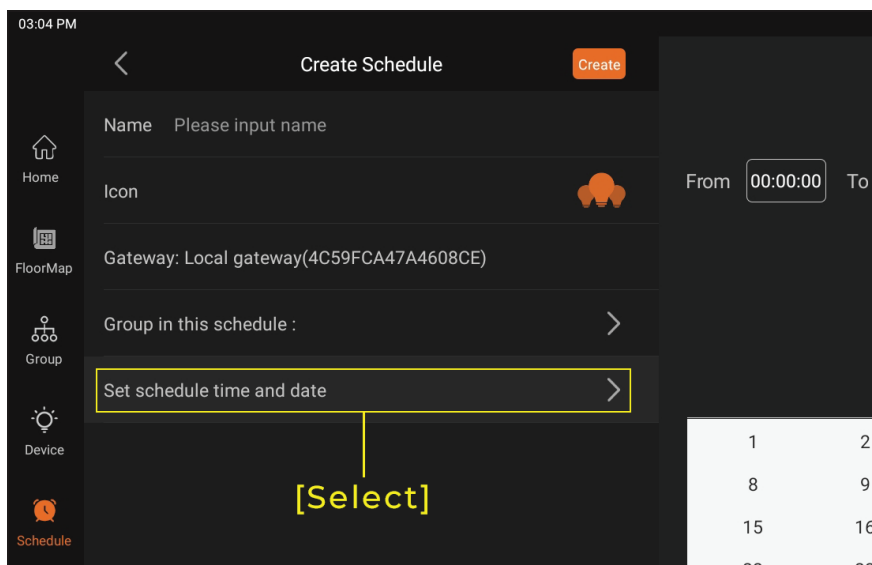 03:04 PM
Create Schedule
Create
Name Please input name
Icon
Gateway: Local gateway(4C59FCA47A4608CE)
Group in this schedule :
Set schedule time and date
[Select]
Home
FloorMap
Group
Device
Schedule
From 00:00:00 To
1 2
8 9
15 16